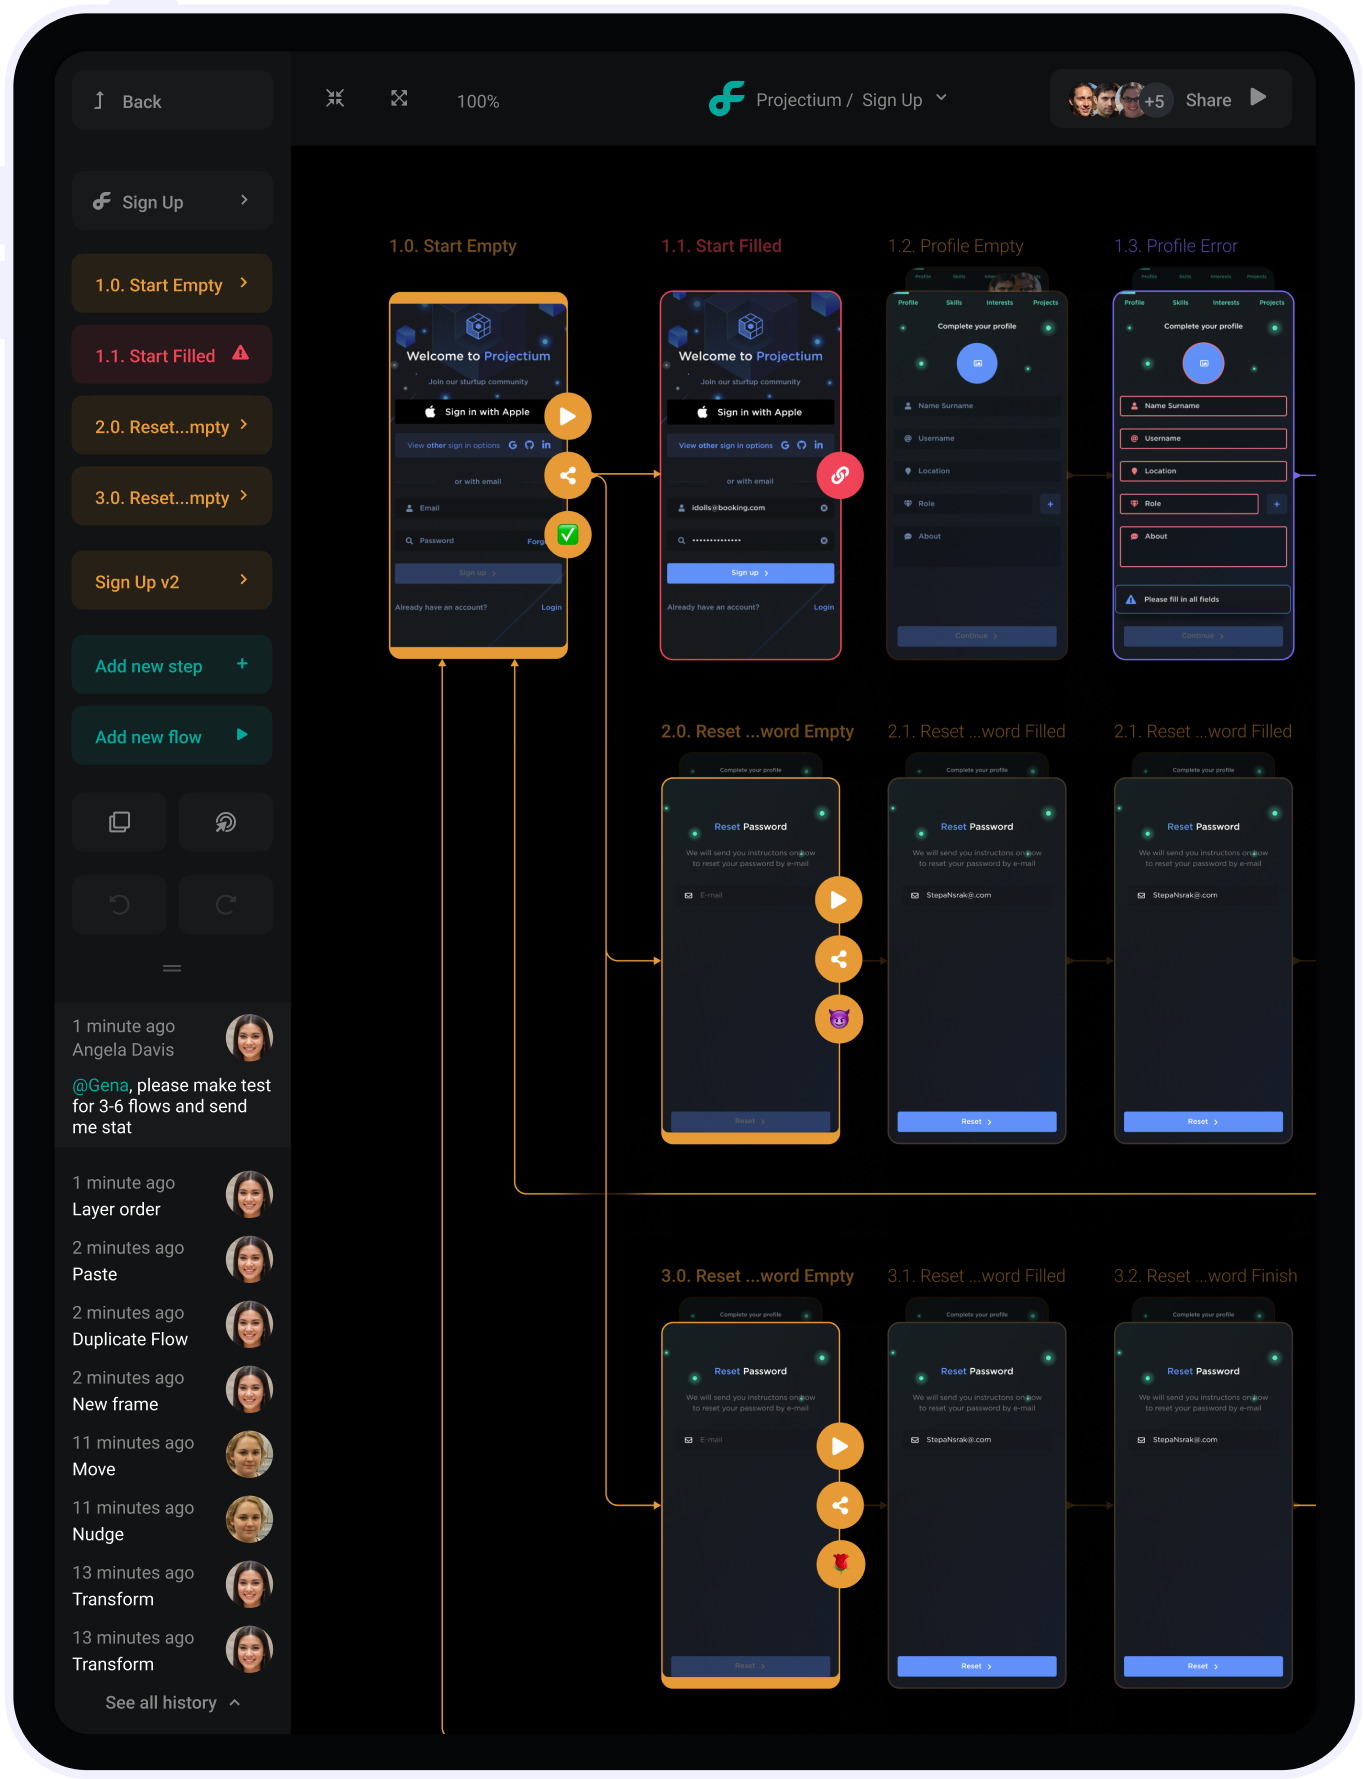 Back
100%
Projectium / Sign Up
+5
Share
Sign Up
1.0. Start Empty
1.1. Start Filled
2.0. Reset...mpty
3.0. Reset...mpty
Sign Up v2
Add new step
Add new flow
1 minute ago
Angela Davis
@Gena, please make test
for 3-6 flows and send
me stat
1 minute ago
Layer order
2 minutes ago
Paste
2 minutes ago
Duplicate Flow
2 minutes ago
New frame
11 minutes ago
Move
11 minutes ago
Nudge
13 minutes ago
Transform
13 minutes ago
Transform
See all history
1.0. Start Empty
Welcome to Projectium
Join our sturtup community
Sign in with Apple
View other sign in options
or with email
Email
Password
Forg
Sign up
Already have an account?
Login
1.1. Start Filled
Welcome to Projectium
Join our sturtup community
Sign in with Apple
View other sign in options
or with email
idolls@booking.com
Sign up
Already have an account?
Login
1.2. Profile Empty
Profile Skills
Profile Skills Interests Projects
Complete your profile
Name Surname
Username
Location
Role
About
Continue
1.3. Profile Error
Profile Skills Interests Projects
Profile Skills Interests Projects
Complete your profile
Name Surname
Username
Location
Role
About
Please fill in all fields
Continue
2.0. Reset ...word Empty
Complete your profile
Reset Password
We will send you instructons on how
to reset your password by e-mail
E-mail
Reset
2.1. Reset ...word Filled
Complete your profile
Reset Password
We will send you instructons on how
to reset your password by e-mail
StepaNsrak@.com
Reset
2.1. Reset ...word Filled
Complete your profile
Reset Password
We will send you instructons on how
to reset your password by e-mail
StepaNsrak@.com
Reset
3.0. Reset ...word Empty
Complete your profile
Reset Password
We will send you instructons on how
to reset your password by e-mail
E-mail
Reset
3.1. Reset ...word Filled
Complete your profile
Reset Password
We will send you instructons on how
to reset your password by e-mail
StepaNsrak@.com
Reset
3.2. Reset ...word Finish
Complete your profile
Reset Password
We will send you instructons on how
to reset your password by e-mail
StepaNsrak@.com
Reset